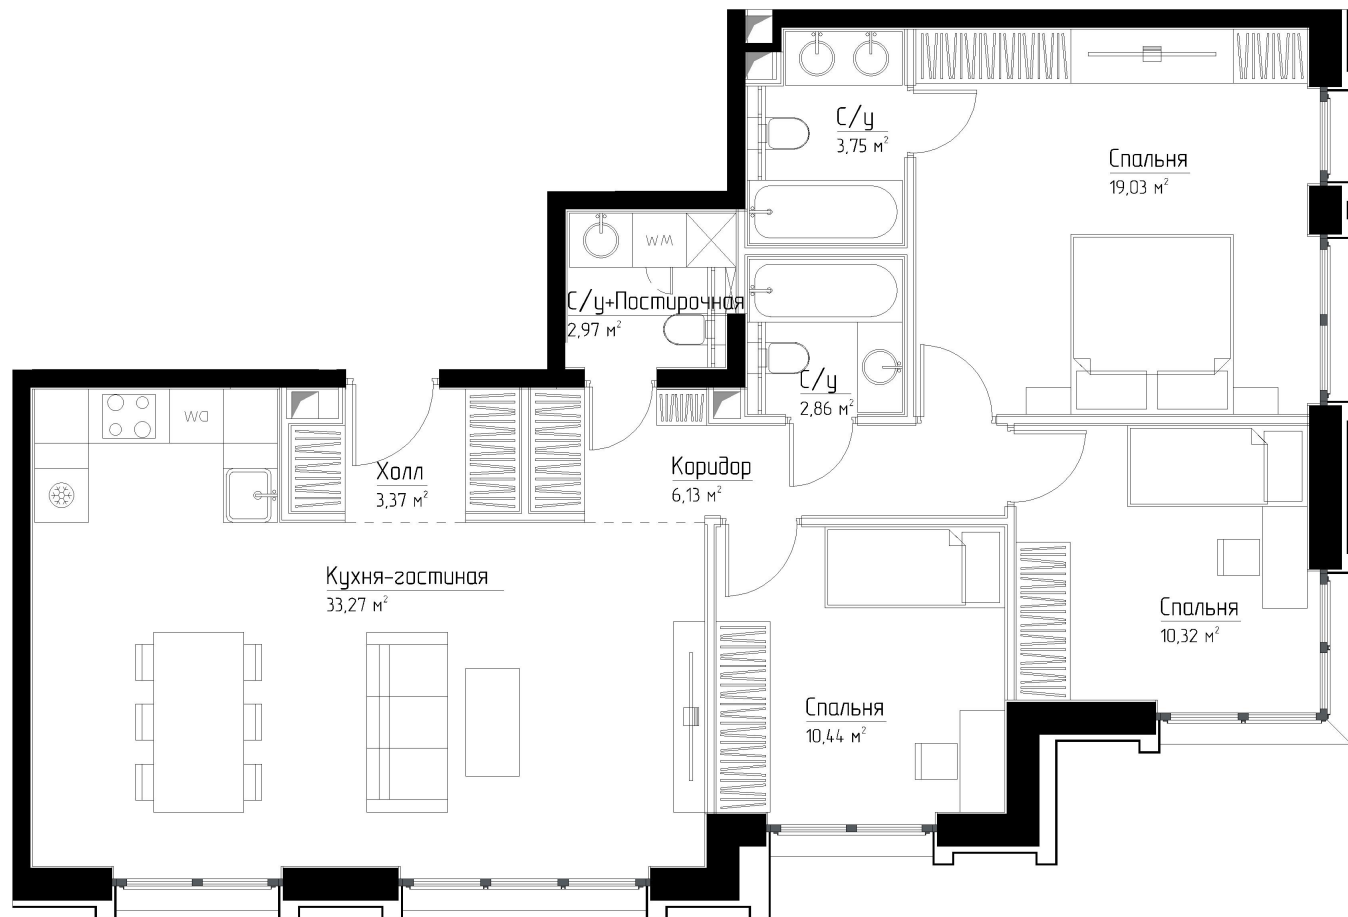 С/у
3,75 м²
Спальня
19,03 м²
WM
С/у+Постирочная
2,97 м²
С/у
2,86 м²
DW
Холл
3,37 м²
Коридор
6,13 м²
Кухня-гостиная
33,27 м²
Спальня
10,32 м²
Спальня
10,44 м²